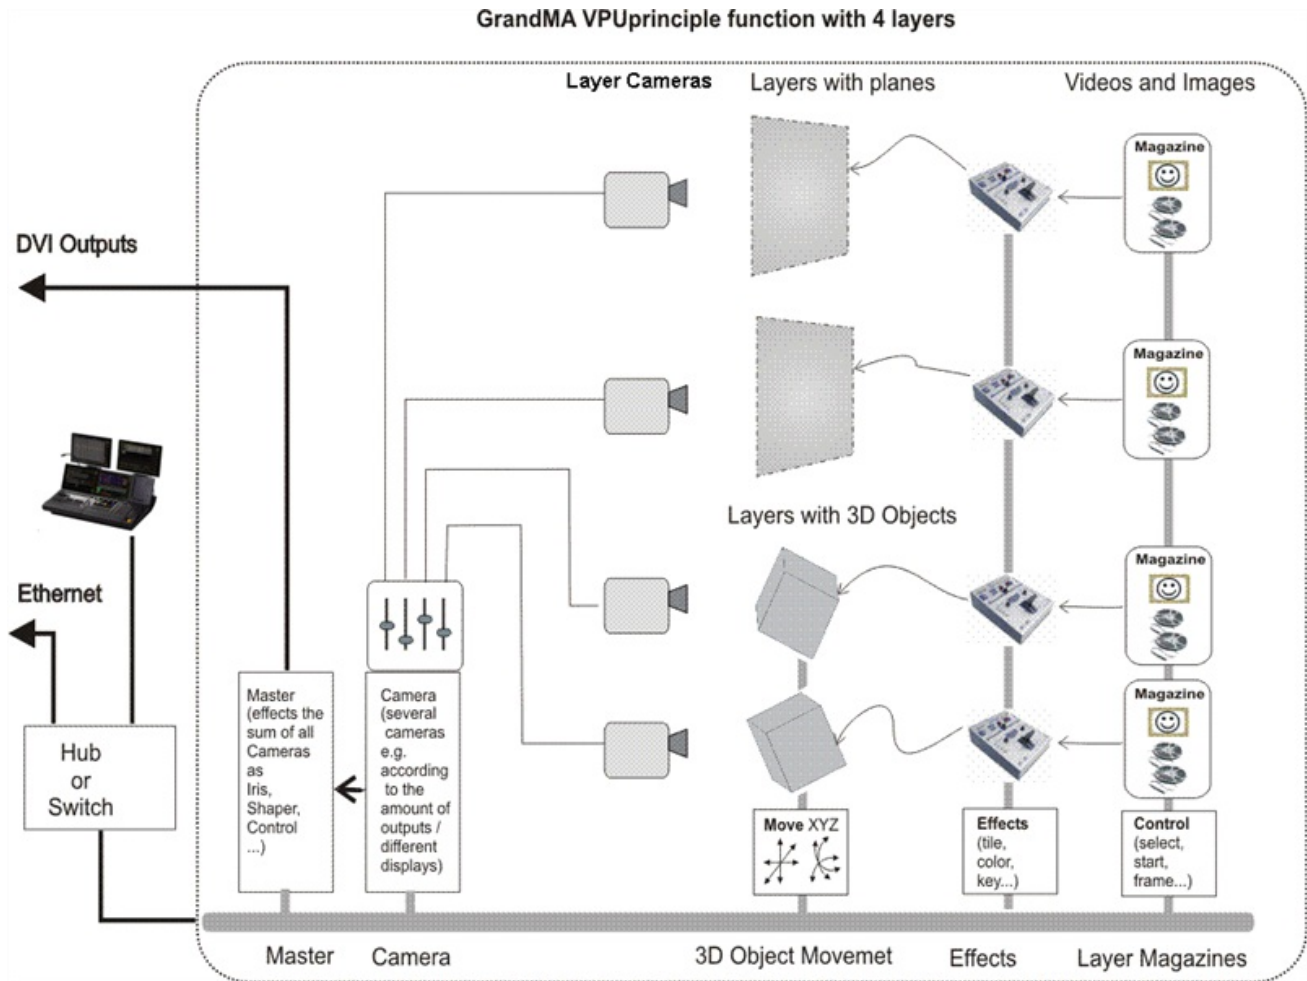 GrandMA VPUprinciple function with 4 layers
Layer Cameras
Layers with planes
Videos and Images
Magazine
DVI Outputs
Magazine
Layers with 3D Objects
Magazine
Ethernet
Magazine
Hub
or
Switch
Master
(effects the
sum of all
Cameras
as
Iris,
Shaper,
Control
...)
Camera
(several
cameras
e.g.
according
to the
amount of
outputs /
different
displays)
Move XYZ
Effects
(tile,
color,
key...)
Control
(select,
start,
frame...)
Master
Camera
3D Object Movemet
Effects
Layer Magazines